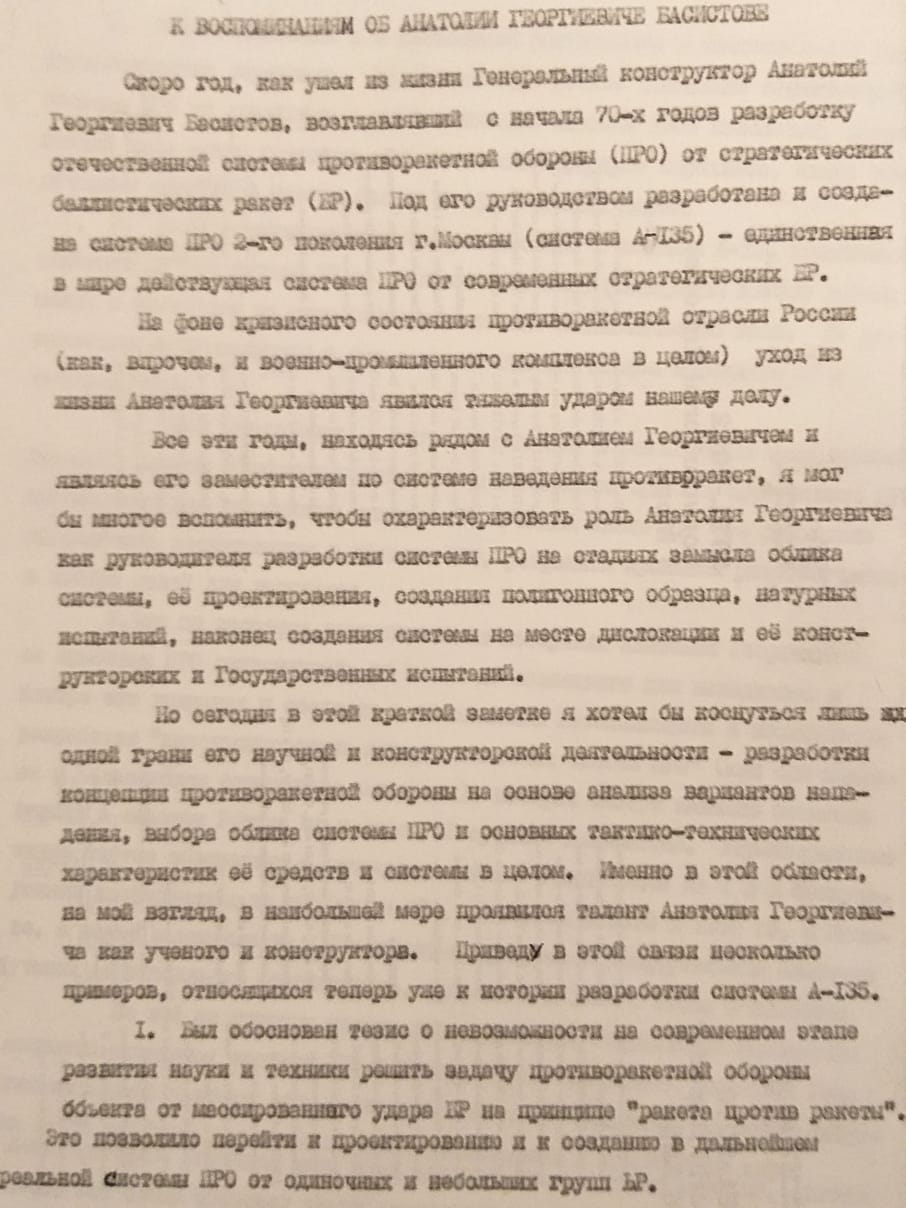 К ВОСПОМИНАНИЯМ ОБ АНАТОЛИИ ГЕОРГИЕВИЧЕ БАСИСТОВЕ
Скоро год, как ушел из жизни Генеральный конструктор Анатолий
Георгиевич Басистов, возглавлявший с начала 70-х годов разработку
отечественной системы противоракетной обороны (ПРО) от стратегических
баллистических ракет (БР). Под его руководством разработана и созда-
на система ПРО 2-го поколения г.Москвы (система А-I35) - единственная
в мире действующая система ПРО от современных стратегических БР.
На фоне кризисного состояния противоракетной отрасли России
(как, впрочем, и военно-промышленного комплекса в целом) уход из
жизни Анатолия Георгиевича явился тяжелым ударом нашему делу.
Все эти годы, находясь рядом с Анатолием Георгиевичем и
являясь его заместителем по системе наведения противорракет, я мог
бы многое вспомнить, чтобы охарактеризовать роль Анатолия Георгиевича
как руководителя разработки системы ПРО на стадиях замысла облика
системы, её проектирования, создания полигонного образца, натурных
испытаний, наконец создания системы на месте дислокации и её конст-
рукторских и Государственных испытаний.
Но сегодня в этой краткой заметке я хотел бы коснуться лишь
одной грани его научной и конструкторской деятельности - разработки
концепции противоракетной обороны на основе анализа вариантов напа-
дения, выбора облика системы ПРО и основных тактико-технических
характеристик её средств и системы в целом. Именно в этой области,
на мой взгляд, в наибольшей мере проявился талант Анатолия Георгиеви-
ча как ученого и конструктора. Приведу в этой связи несколько
примеров, относящихся теперь уже к истории разработки системы А-I35.
I. Был обоснован тезис о невозможности на современном этапе
развития науки и техники решить задачу противоракетной обороны
объекта от массированного удара БР на принципе "ракета против ракеты".
Это позволило перейти к проектированию и к созданию в дальнейшем
реальной системы ПРО от одиночных и небольших групп БР.